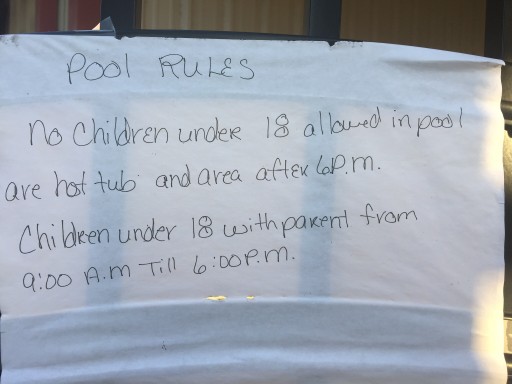 POOl RULES
No Children under 18 allowed in pool
are hot tub and area after 6P.m.
Children under 18 with parent from
9:00 A.m Till 6:00P.m.